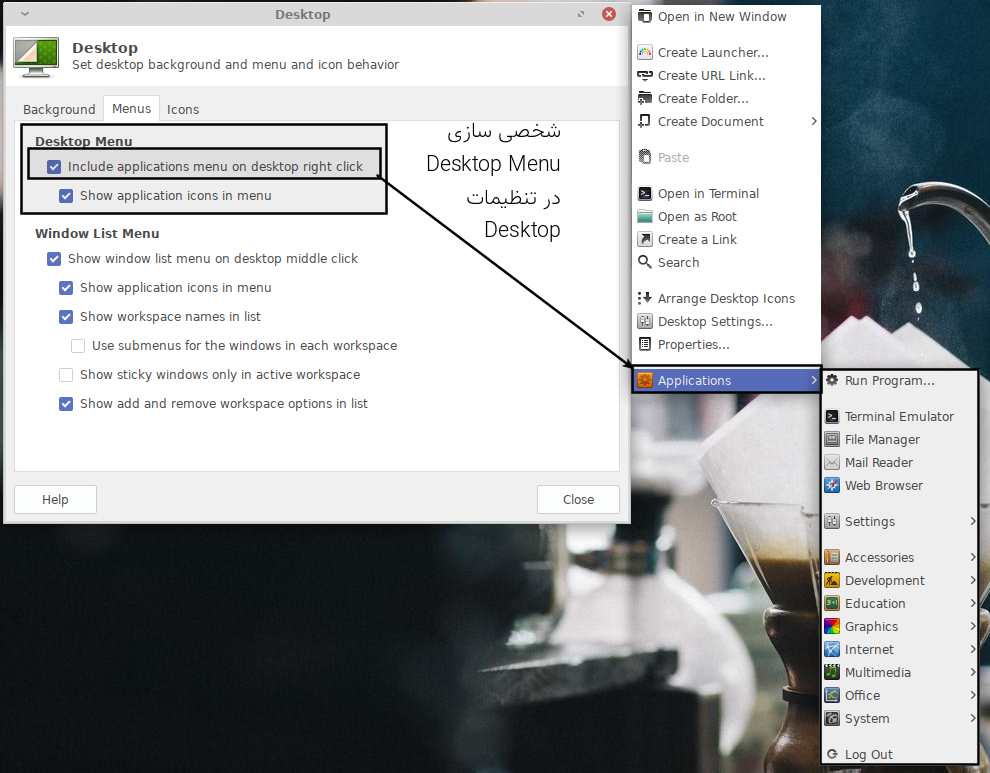 Desktop
Desktop
Set desktop background and menu and icon behavior
Background
Menus
Icons
Desktop Menu
Include applications menu on desktop right click
Show application icons in menu
Window List Menu
Show window list menu on desktop middle click
Show application icons in menu
Show workspace names in list
Use submenus for the windows in each workspace
Show sticky windows only in active workspace
Show add and remove workspace options in list
Help
Close
شخصی سازی
Desktop Menu
در تنظیمات
Desktop
Open in New Window
Create Launcher...
Create URL Link...
Create Folder...
Create Document
Paste
Open in Terminal
Open as Root
Create a Link
Search
Arrange Desktop Icons
Desktop Settings...
Properties...
Applications
Run Program...
Terminal Emulator
File Manager
Mail Reader
Web Browser
Settings
Accessories
Development
Education
Graphics
Internet
Multimedia
Office
System
Log Out